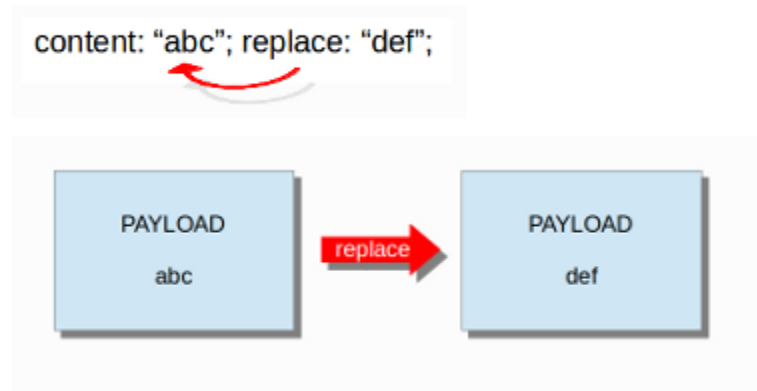 content: “abc”; replace: “def”;
PAYLOAD
abc
replace
PAYLOAD
def